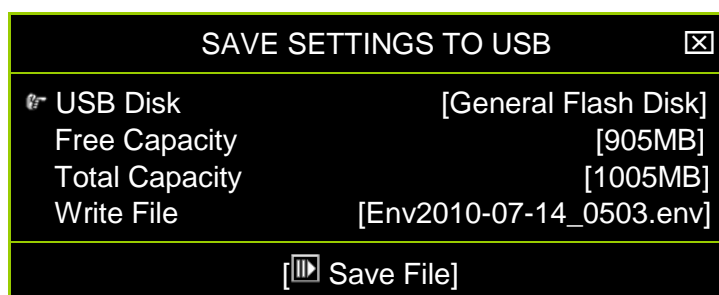 SAVE SETTINGS TO USB
USB Disk [General Flash Disk]
Free Capacity [905MB]
Total Capacity [1005MB]
Write File [Env2010-07-14_0503.env]
[ Save File]